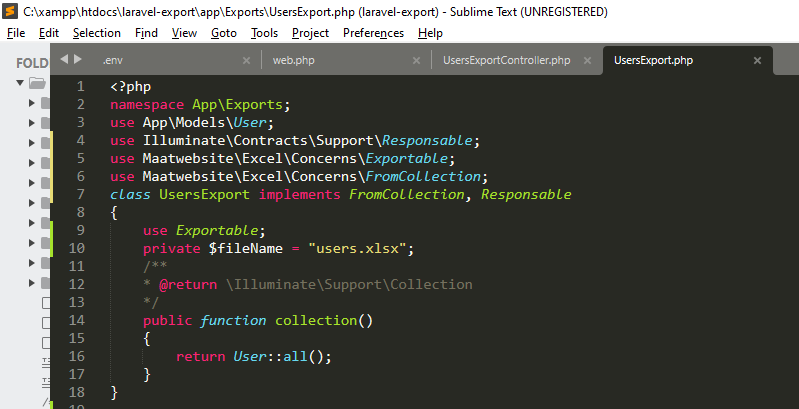 C:\xampp\htdocs\laravel-export\app\Exports\UsersExport.php (laravel-export) - Sublime Text (UNREGISTERED)
File Edit Selection Find View Goto Tools Project Preferences Help
FOLD
.env × web.php × UsersExportController.php × UsersExport.php ×
1 <?php
2 namespace App\Exports;
3 use App\Models\User;
4 use Illuminate\Contracts\Support\Responsable;
5 use Maatwebsite\Excel\Concerns\Exportable;
6 use Maatwebsite\Excel\Concerns\FromCollection;
7 class UsersExport implements FromCollection, Responsable
8 {
9 use Exportable;
10 private $fileName = "users.xlsx";
11 /**
12 * @return \Illuminate\Support\Collection
13 */
14 public function collection()
15 {
16 return User::all();
17 }
18 }